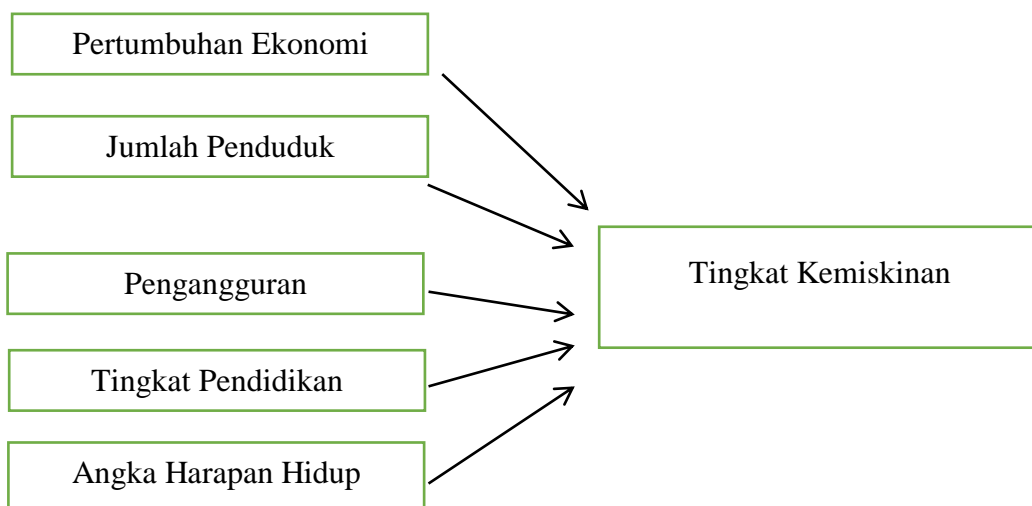 Pertumbuhan Ekonomi
Jumlah Penduduk
Pengangguran
Tingkat Kemiskinan
Tingkat Pendidikan
Angka Harapan Hidup